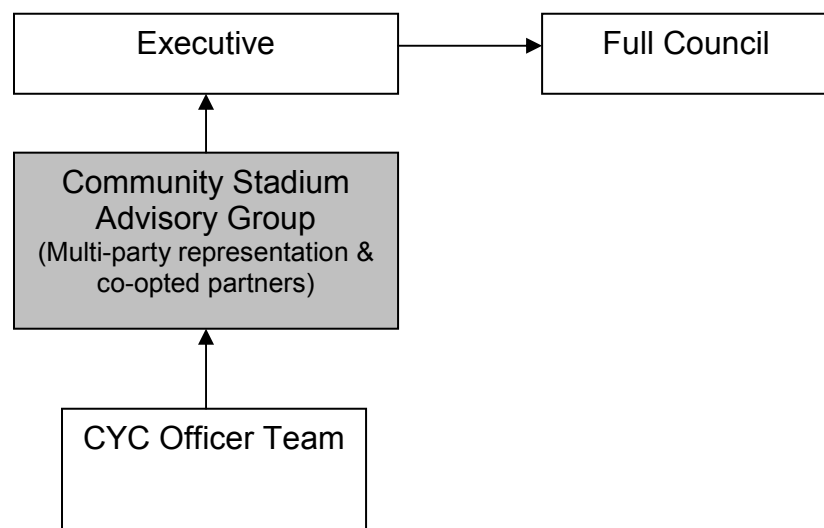 Executive
Full Council
Community Stadium
Advisory Group
(Multi-party representation &
co-opted partners)
CYC Officer Team